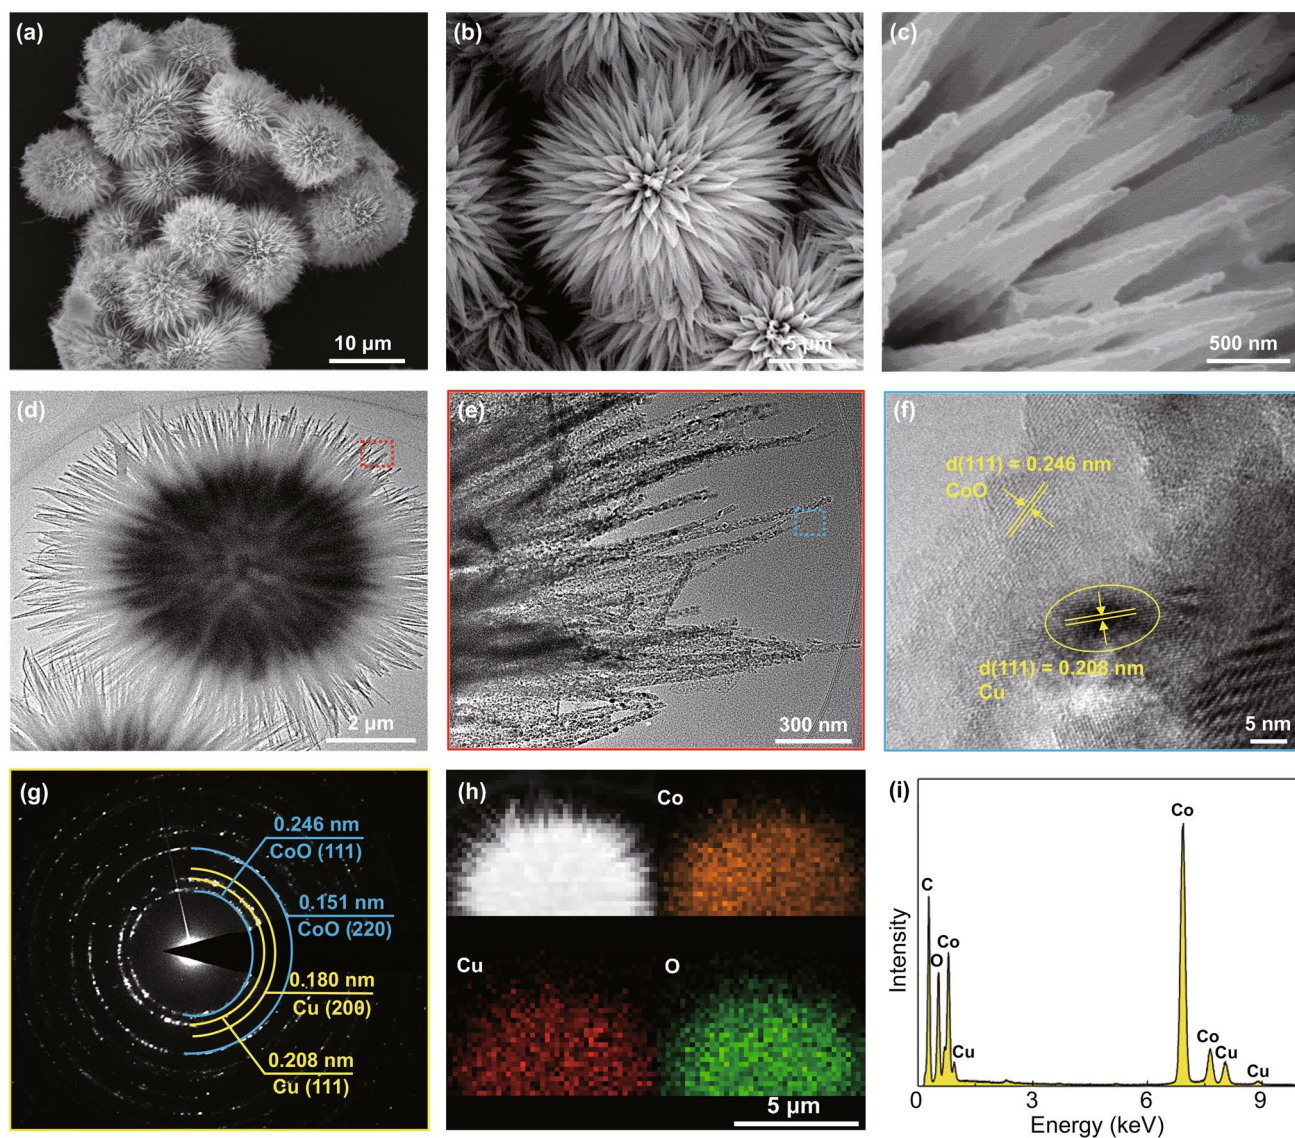 (a)
10 µm
(b)
5 µm
(c)
500 nm
(d)
2 µm
(e)
300 nm
(f)
d(111) = 0.246 nm
CoO
d(111) = 0.208 nm
Cu
5 nm
(g)
0.246 nm
CoO (111)
0.151 nm
CoO (220)
0.180 nm
Cu (200)
0.208 nm
Cu (111)
(h)
Co
Cu
O
5 µm
(i)
Co
C
Co
O
Cu
Co
Cu
Cu
Intensity
0
3
6
9
Energy (keV)